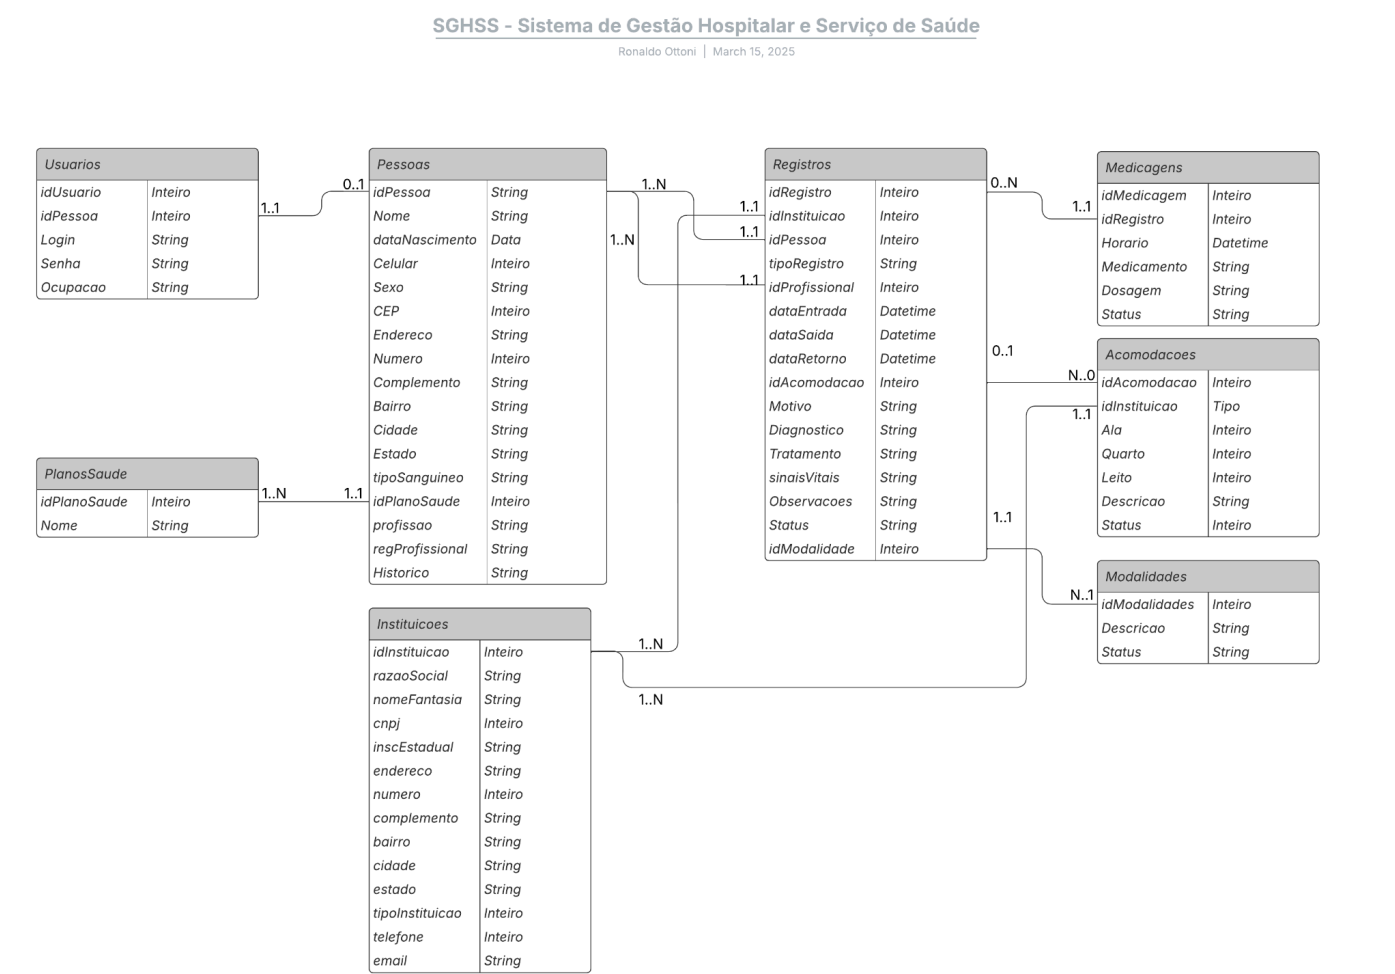 SGHSS - Sistema de Gestão Hospitalar e Serviço de Saúde
Ronaldo Ottoni | March 15, 2025
Usuarios
idUsuario Inteiro
idPessoa Inteiro
Login String
Senha String
Ocupacao String
1..1
0..1
Pessoas
idPessoa String
Nome String
dataNascimento Data
Celular Inteiro
Sexo String
CEP Inteiro
Endereco String
Numero Inteiro
Complemento String
Bairro String
Cidade String
Estado String
tipoSanguineo String
idPlanoSaude Inteiro
profissao String
regProfissional String
Historico String
PlanosSaude
idPlanoSaude Inteiro
Nome String
1..N
1..1
1..N
1..N
1..1
1..1
1..1
Registros
idRegistro Inteiro
idInstituicao Inteiro
idPessoa Inteiro
tipoRegistro String
idProfissional Inteiro
dataEntrada Datetime
dataSaida Datetime
dataRetorno Datetime
idAcomodacao Inteiro
Motivo String
Diagnostico String
Tratamento String
sinaisVitais String
Observacoes String
Status String
idModalidade Inteiro
0..N
1..1
0..1
N..0
1..1
1..1
N..1
Medicagens
idMedicagem Inteiro
idRegistro Inteiro
Horario Datetime
Medicamento String
Dosagem String
Status String
Acomodacoes
idAcomodacao Inteiro
idInstituicao Tipo
Ala Inteiro
Quarto Inteiro
Leito Inteiro
Descricao String
Status Inteiro
Modalidades
idModalidades Inteiro
Descricao String
Status String
Instituicoes
idInstituicao Inteiro
razaoSocial String
nomeFantasia String
cnpj Inteiro
inscEstadual String
endereco String
numero Inteiro
complemento String
bairro String
cidade String
estado String
tipoInstituicao Inteiro
telefone Inteiro
email String
1..N
1..N